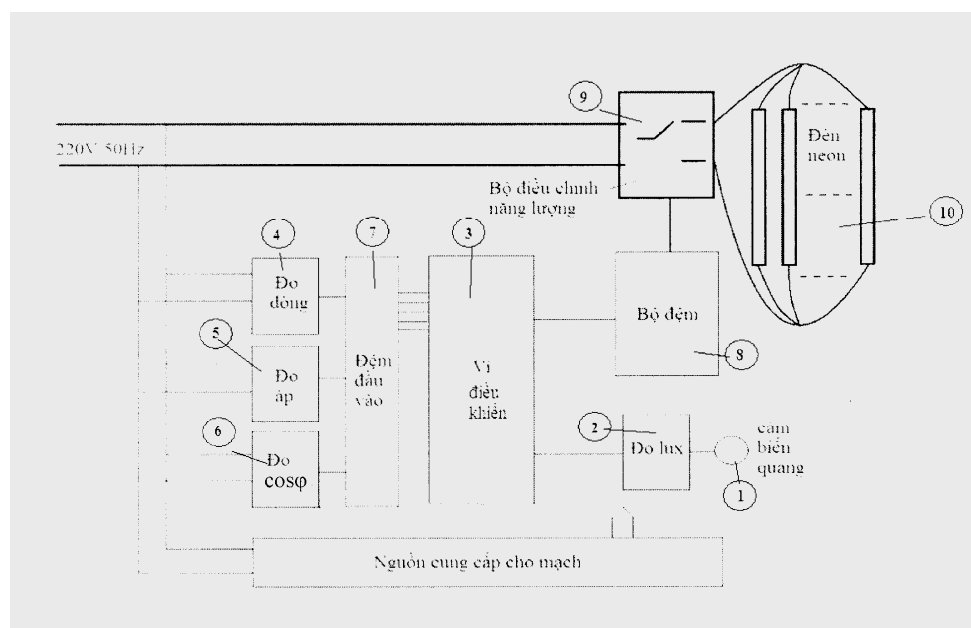 9
220V 50Hz
Đèn
neon
Bộ điều chỉnh
năng lượng
10
4
7
3
Đo
dòng
5
Đo
áp
Đệm
đầu
vào
Vi
điều
khiển
Bộ đệm
8
6
Đo
cosφ
2
Đo lux
cảm
biến
quang
1
Nguồn cung cấp cho mạch